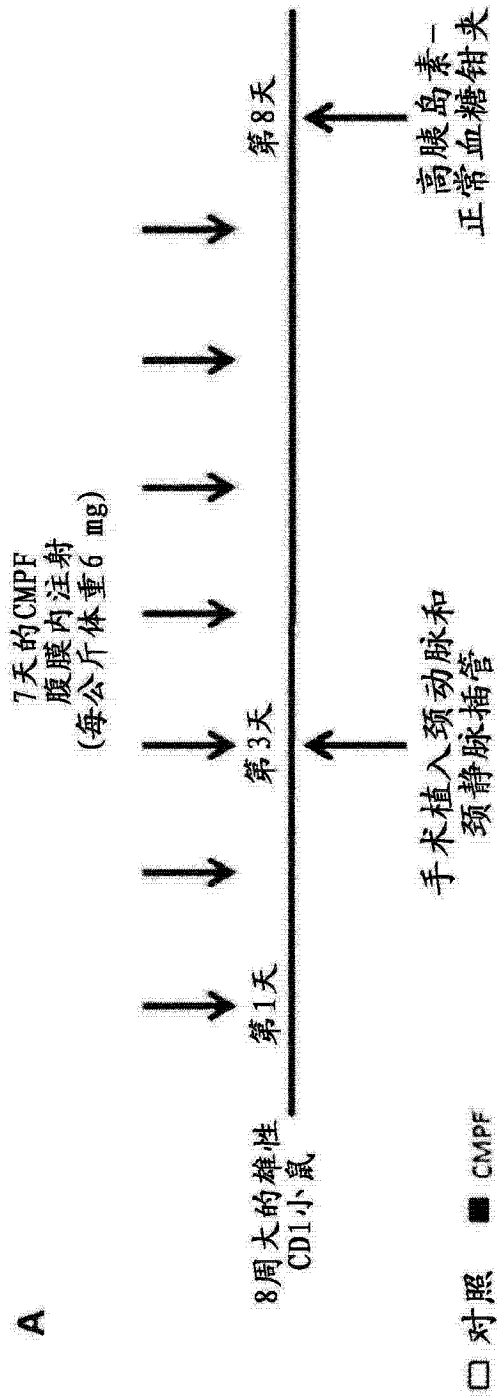 A
7天的CMPF
腹膜内注射
(每公斤体重6 mg)
8周大的雄性
CD1小鼠
第1天
第3天
第8天
手术植入颈动脉和
颈静脉插管
高胰岛素-
正常血糖钳夹
对照
CMPF